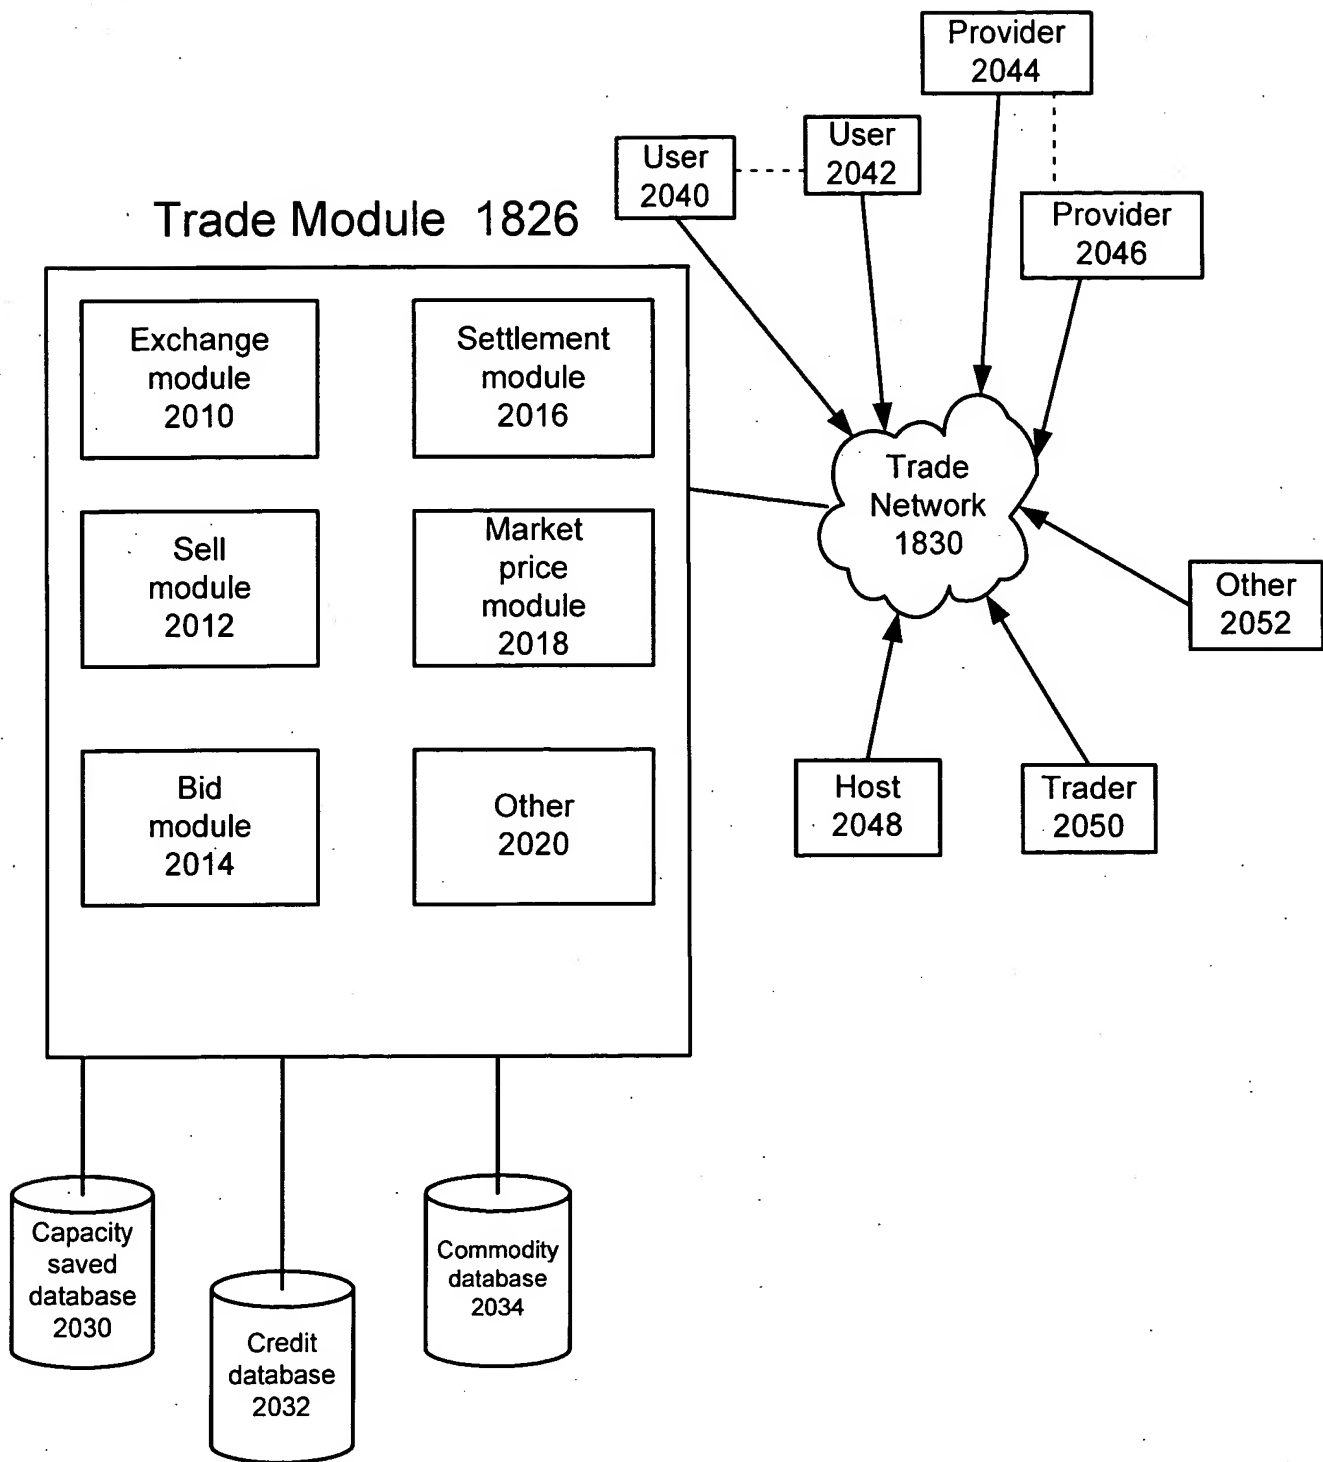 Provider
2044
User
2042
User
2040
Provider
2046
Trade Module 1826
Exchange
module
2010
Settlement
module
2016
Sell
module
2012
Market
price
module
2018
Bid
module
2014
Other
2020
Trade
Network
1830
Other
2052
Host
2048
Trader
2050
Capacity
saved
database
2030
Credit
database
2032
Commodity
database
2034